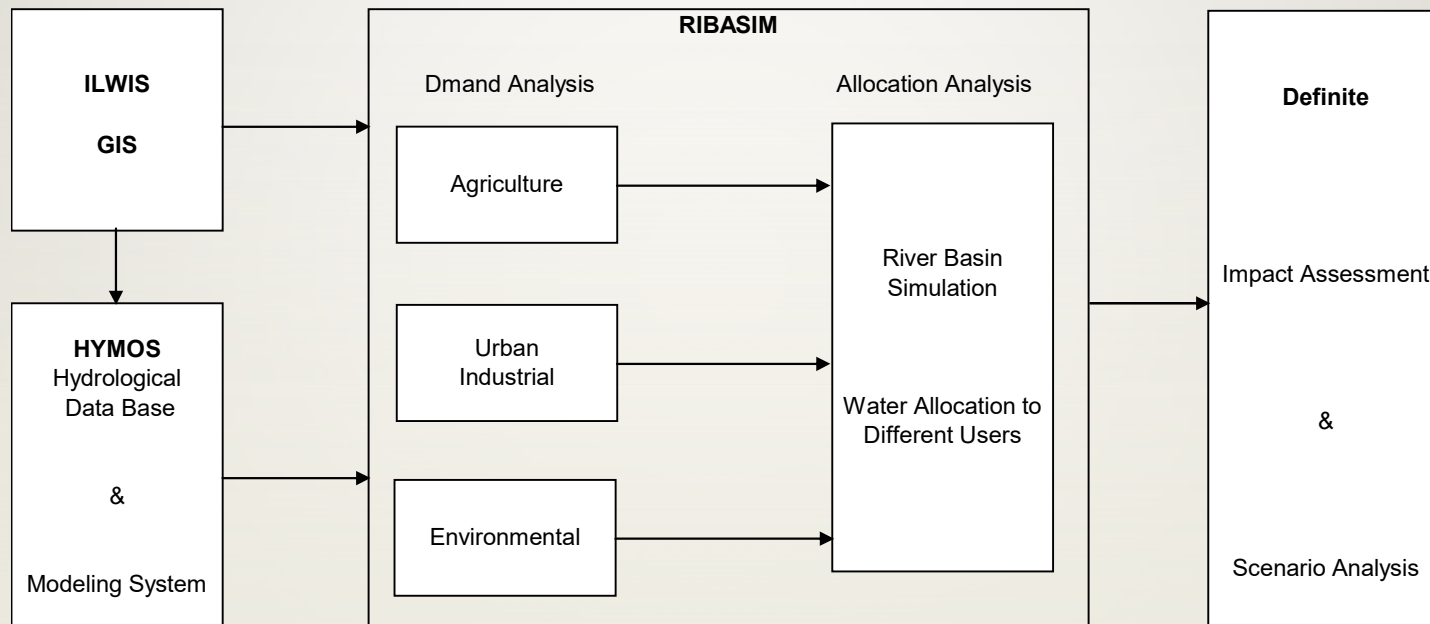 ILWIS
GIS
HYMOS
Hydrological
Data Base
&
Modeling System
RIBASIM
Dmand Analysis
Agriculture
Urban
Industrial
Environmental
Allocation Analysis
River Basin
Simulation
Water Allocation to
Different Users
Definite
Impact Assessment
&
Scenario Analysis